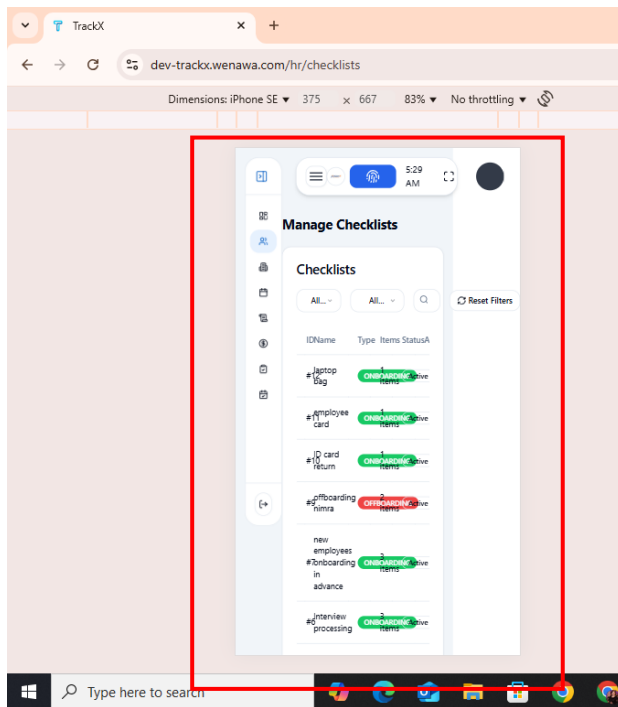 TrackX
dev-trackx.wenawa.com/hr/checklists
Dimensions: iPhone SE ▼ 375 × 667 83% ▼ No throttling ▼
5:29
AM
Manage Checklists
Checklists
All... All... Reset Filters
ID Name Type Items Status A
#12 laptop bag ONBOARDING 1 items Active
#11 employee card ONBOARDING 1 items Active
#10 ID card return ONBOARDING 1 items Active
#9 offboarding nimra OFFBOARDING 2 items Active
#7 new employees onboarding in advance ONBOARDING 3 items Active
#6 Interview processing ONBOARDING 3 items Active
Type here to search